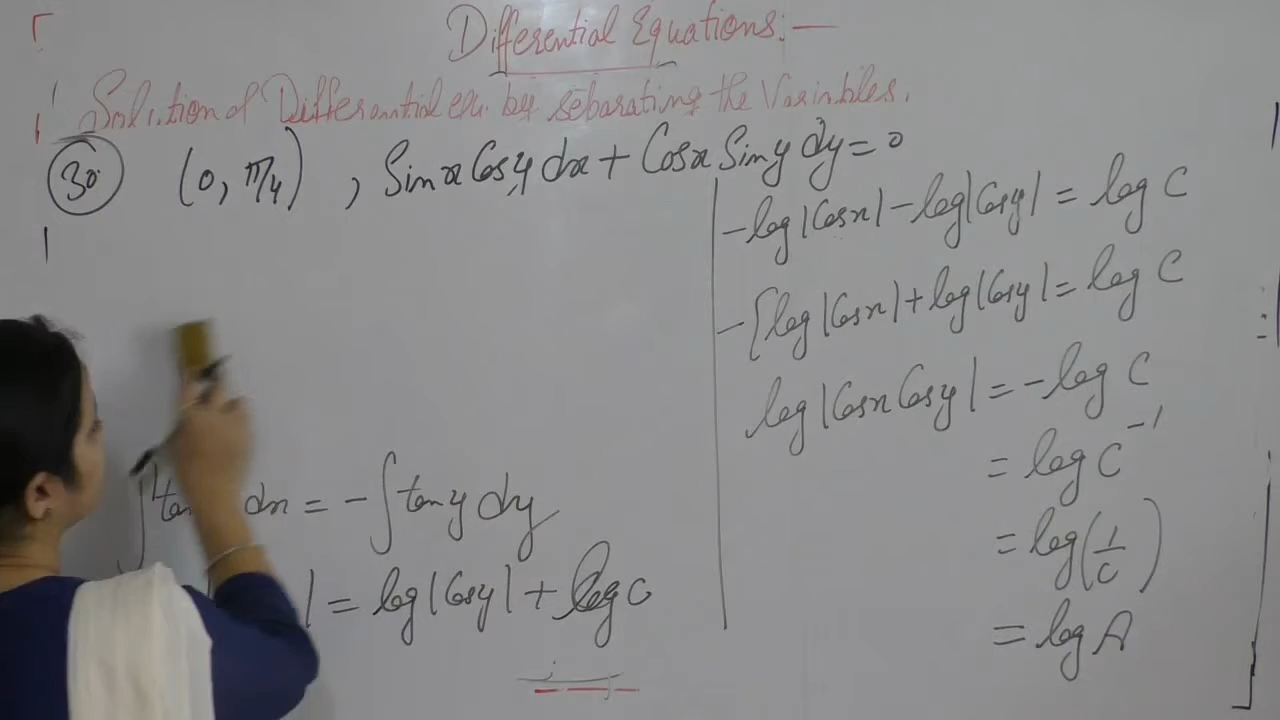 Differential Equations:—
Solution of Differential eqn. by separating the Variables.
30 (0, π/4) , Sinx Cosy dx + Cosx Siny dy = 0
∫tan dx = -∫tany dy
| = log|Cosy| + log c
-log|Cosx| - log|Cosy| = log C
-[log|Cosx| + log|Cosy| = log C
log|Cosx Cosy| = -log C
= log C⁻¹
= log(1/C)
= log A